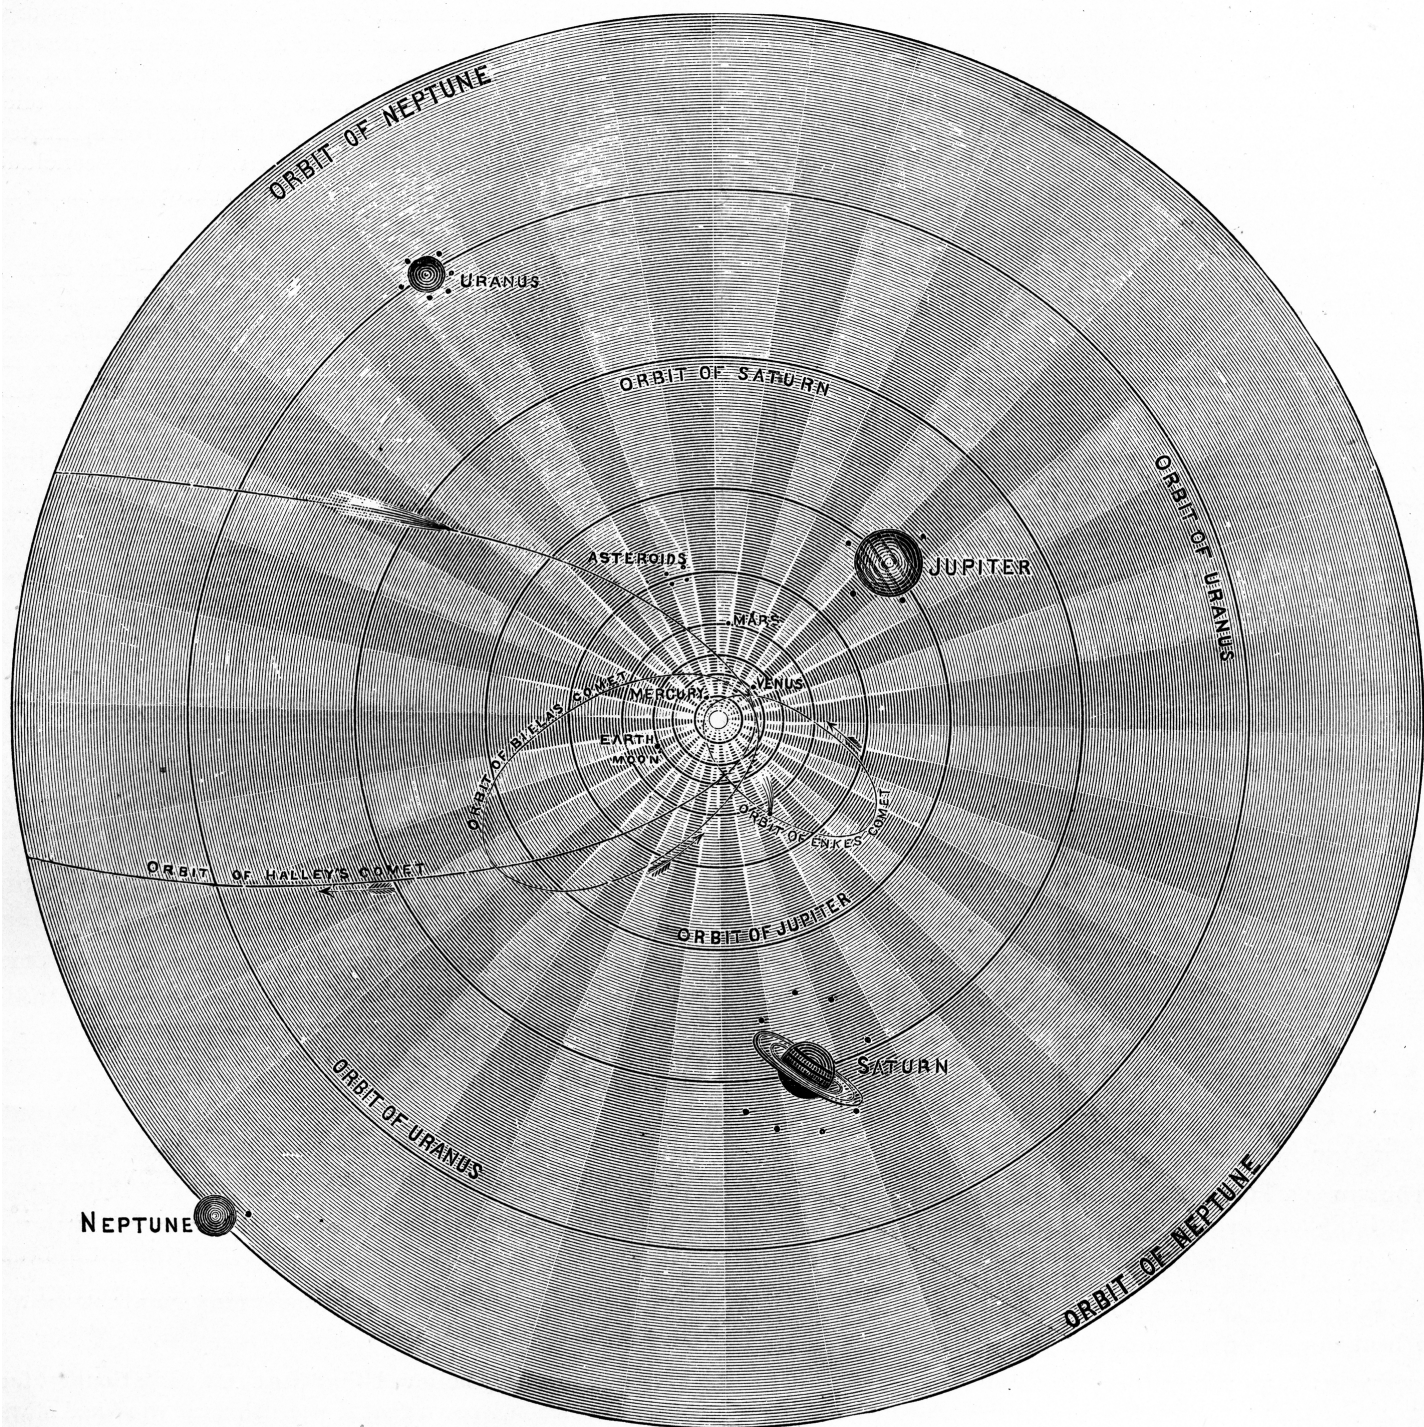 ORBIT OF NEPTUNE
URANUS
ORBIT OF SATURN
ORBIT OF URANUS
ASTEROIDS
JUPITER
MARS
ORBIT OF BIELAS COMET
MERCURY
VENUS
EARTH
MOON
ORBIT OF ENKES COMET
ORBIT OF HALLEY'S COMET
ORBIT OF JUPITER
SATURN
ORBIT OF URANUS
NEPTUNE
ORBIT OF NEPTUNE